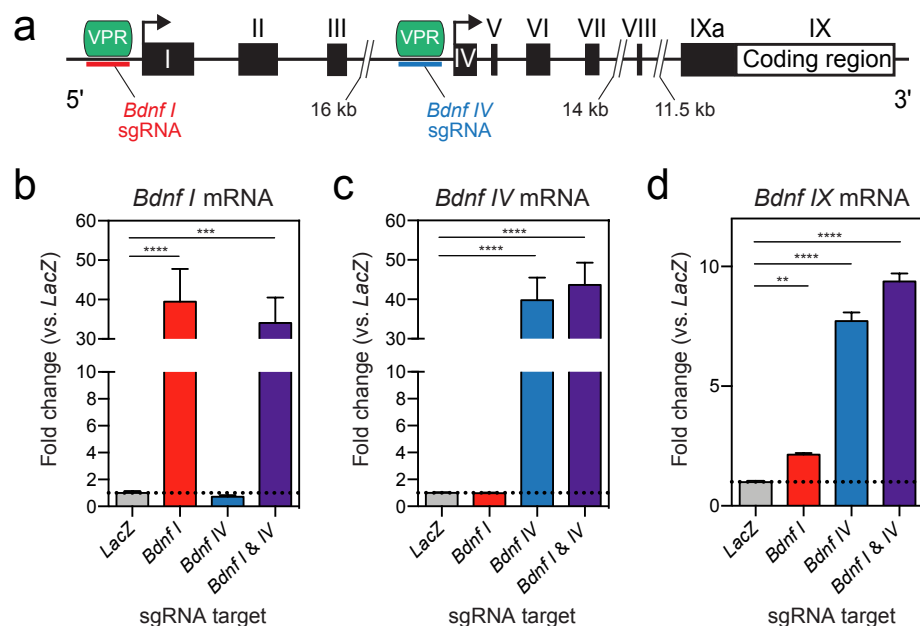 a
VPR
VPR
I
II
III
IV
V
VI
VII
VIII
IXa
IX
Coding region
5'
3'
Bdnf I
sgRNA
16 kb
Bdnf IV
sgRNA
14 kb
11.5 kb
b
Bdnf I mRNA
Fold change (vs. LacZ)
60
50
40
30
10
8
6
4
2
0
***
****
LacZ
Bdnf I
Bdnf IV
Bdnf I & IV
sgRNA target
c
Bdnf IV mRNA
Fold change (vs. LacZ)
60
50
40
30
10
8
6
4
2
0
****
****
LacZ
Bdnf I
Bdnf IV
Bdnf I & IV
sgRNA target
d
Bdnf IX mRNA
Fold change (vs. LacZ)
10
5
0
****
****
**
LacZ
Bdnf I
Bdnf IV
Bdnf I & IV
sgRNA target